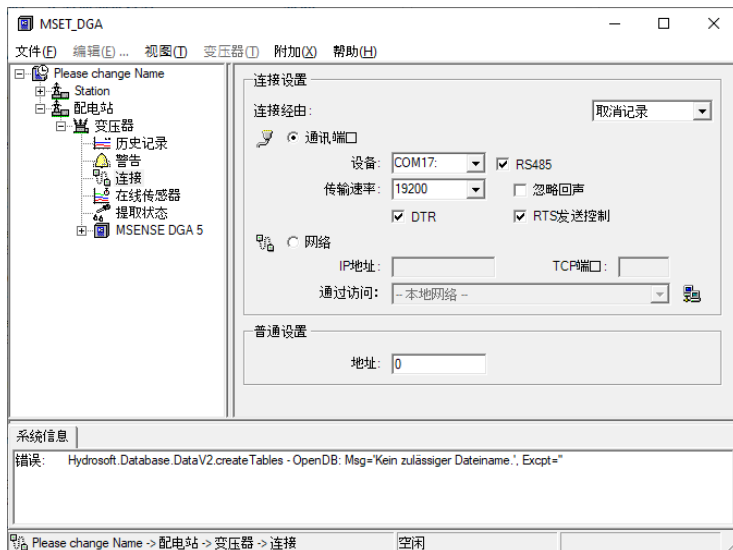 MSET_DGA
文件(F) 编辑(E) ... 视图(T) 变压器(T) 附加(X) 帮助(H)
Please change Name
Station
配电站
变压器
历史记录
警告
连接
在线传感器
提取状态
MSENSE DGA 5
连接设置
连接经由:
取消记录
通讯端口
设备: COM17: RS485
传输速率: 19200 忽略回声
DTR RTS发送控制
网络
IP地址: TCP端口:
通过访问: -- 本地网络 --
普通设置
地址: 0
系统信息
错误: Hydrosoft.Database.DataV2.createTables - OpenDB: Msg='Kein zulässiger Dateiname.', Excpt=''
Please change Name -> 配电站 -> 变压器 -> 连接 空闲